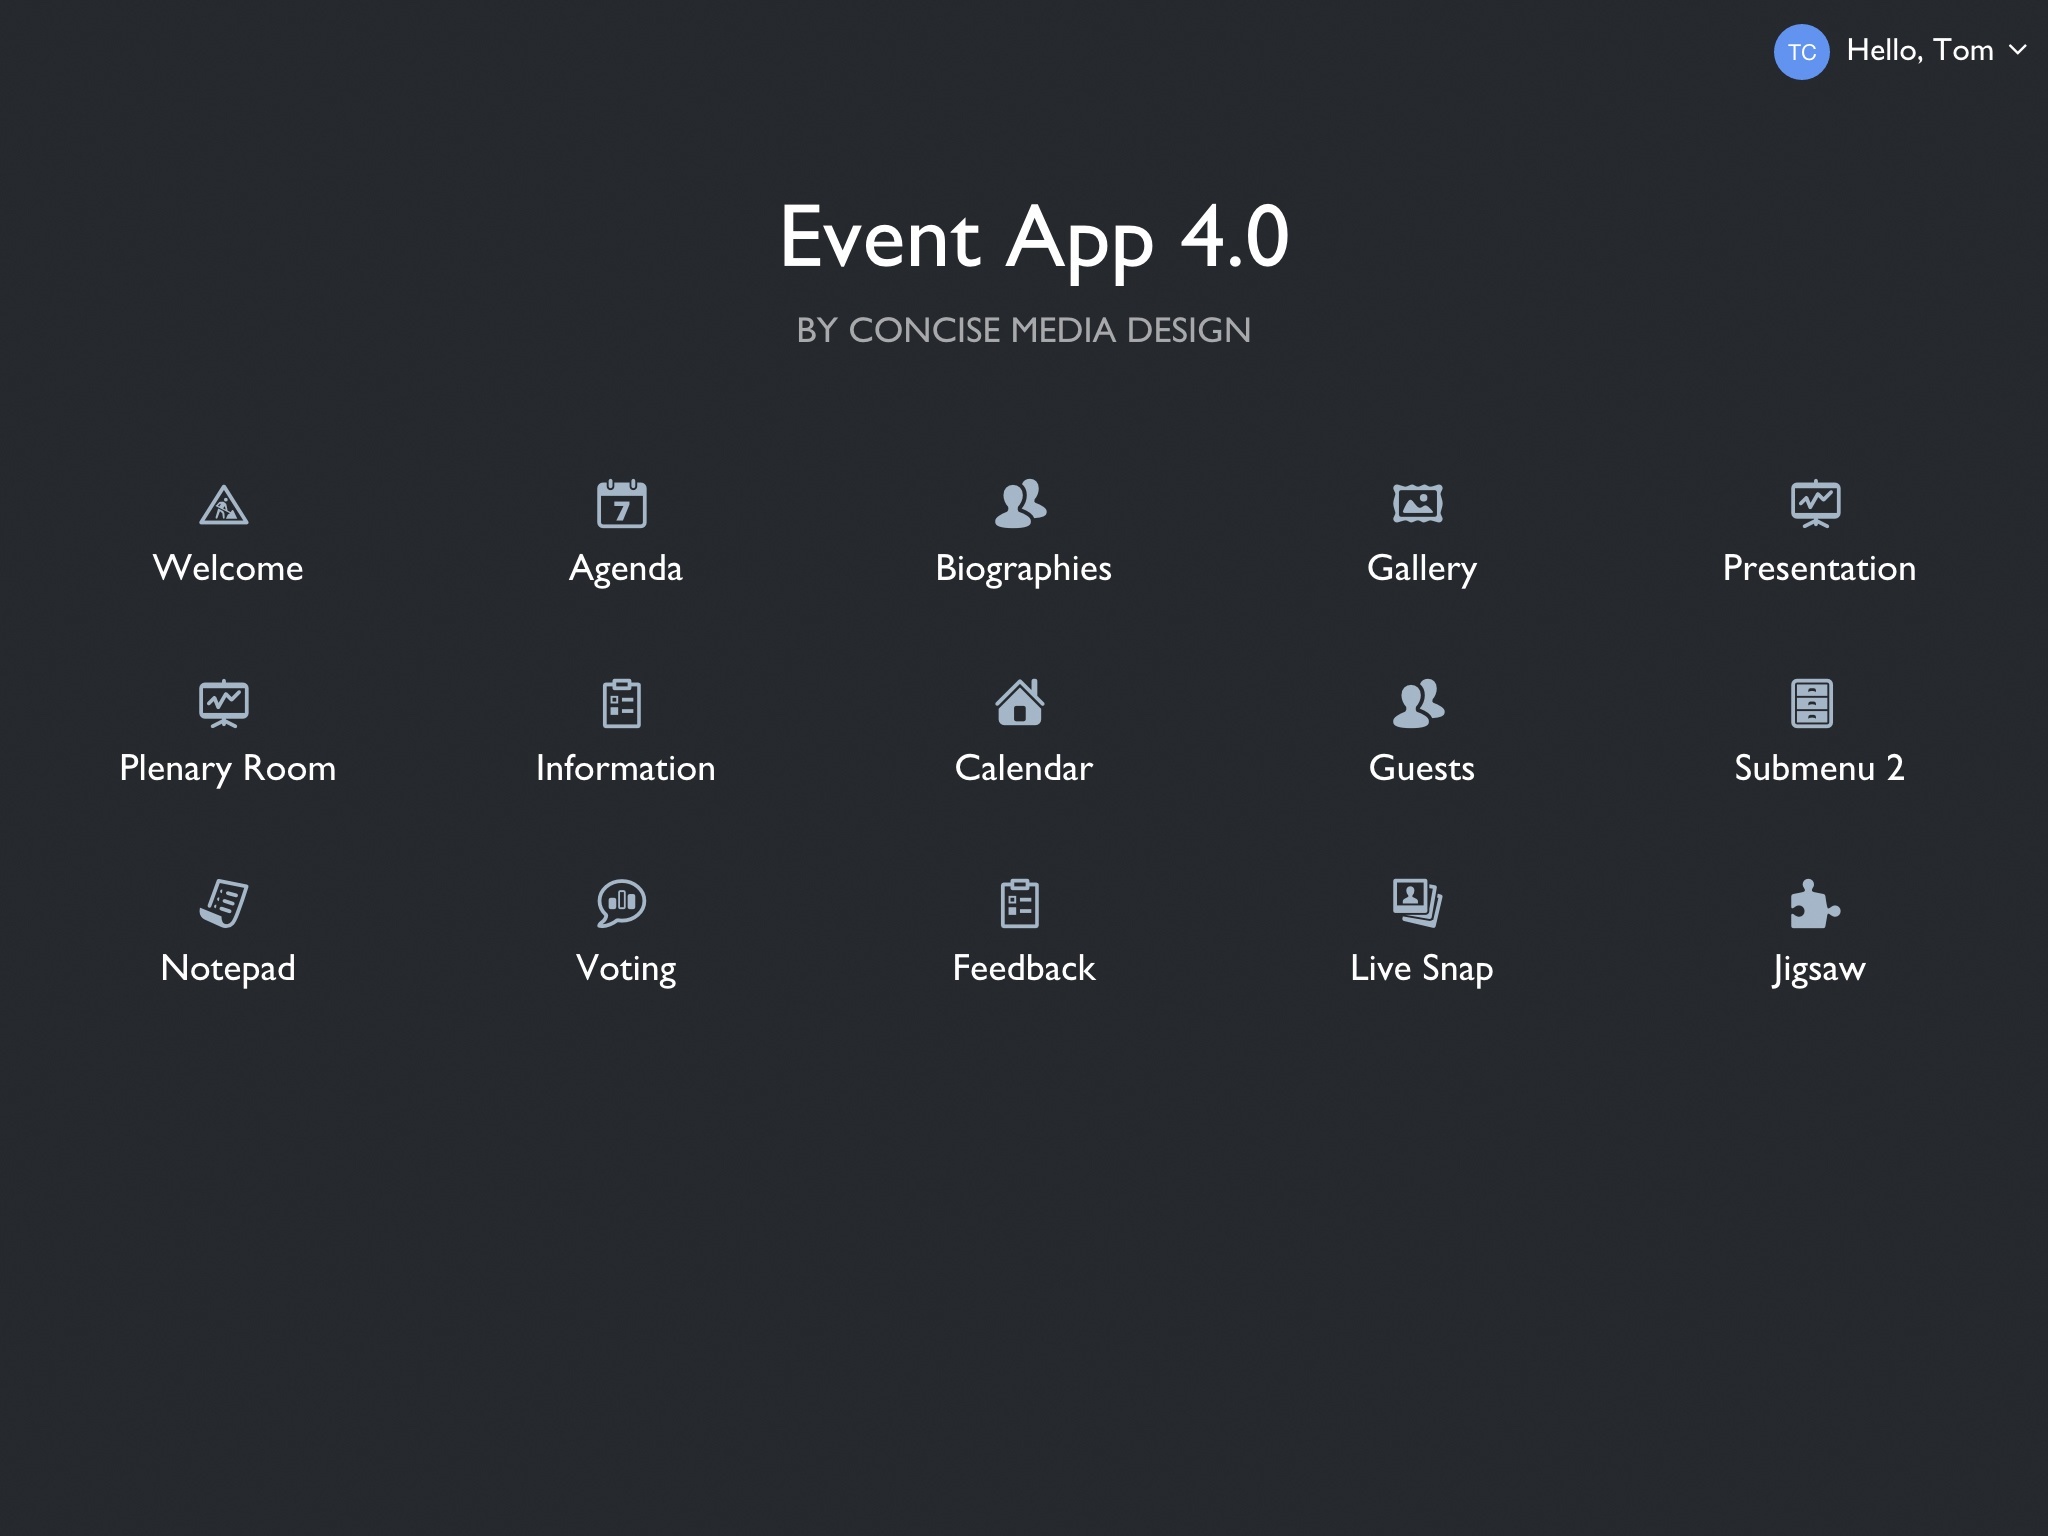 TC Hello, Tom
Event App 4.0
BY CONCISE MEDIA DESIGN
7
Welcome Agenda Biographies Gallery Presentation
Plenary Room Information Calendar Guests Submenu 2
Notepad Voting Feedback Live Snap Jigsaw